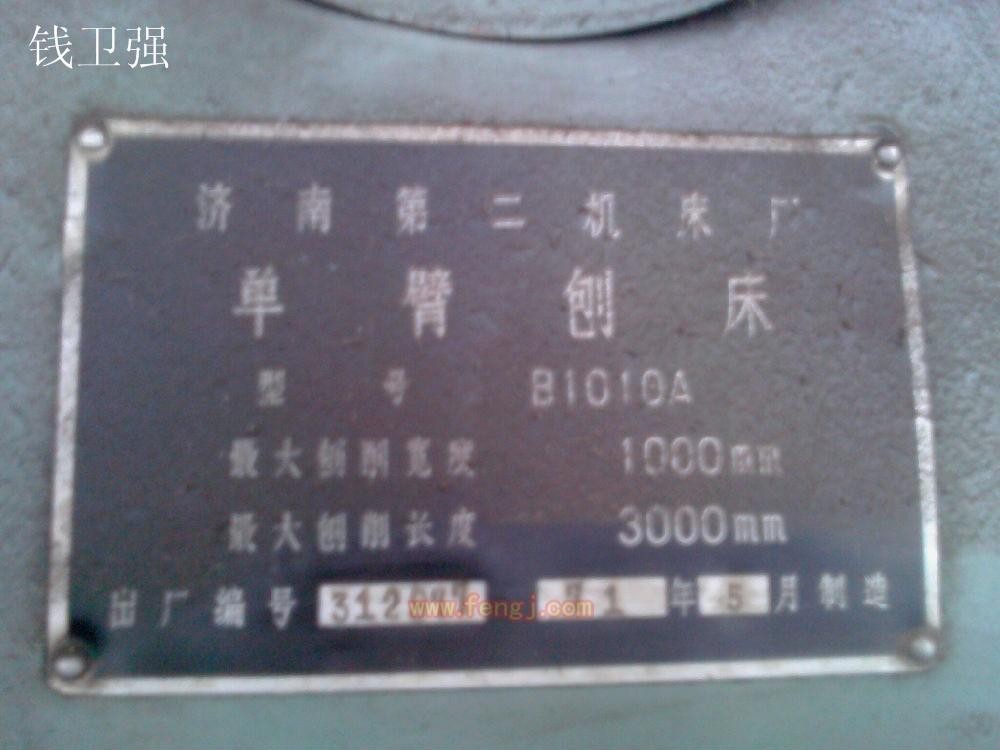 钱卫强
济南第二机床厂
单臂刨床
型号 B1010A
最大刨削宽度 1000mm
最大刨削长度 3000mm
出厂编号 312 年 5 月制造
www.fengj.com